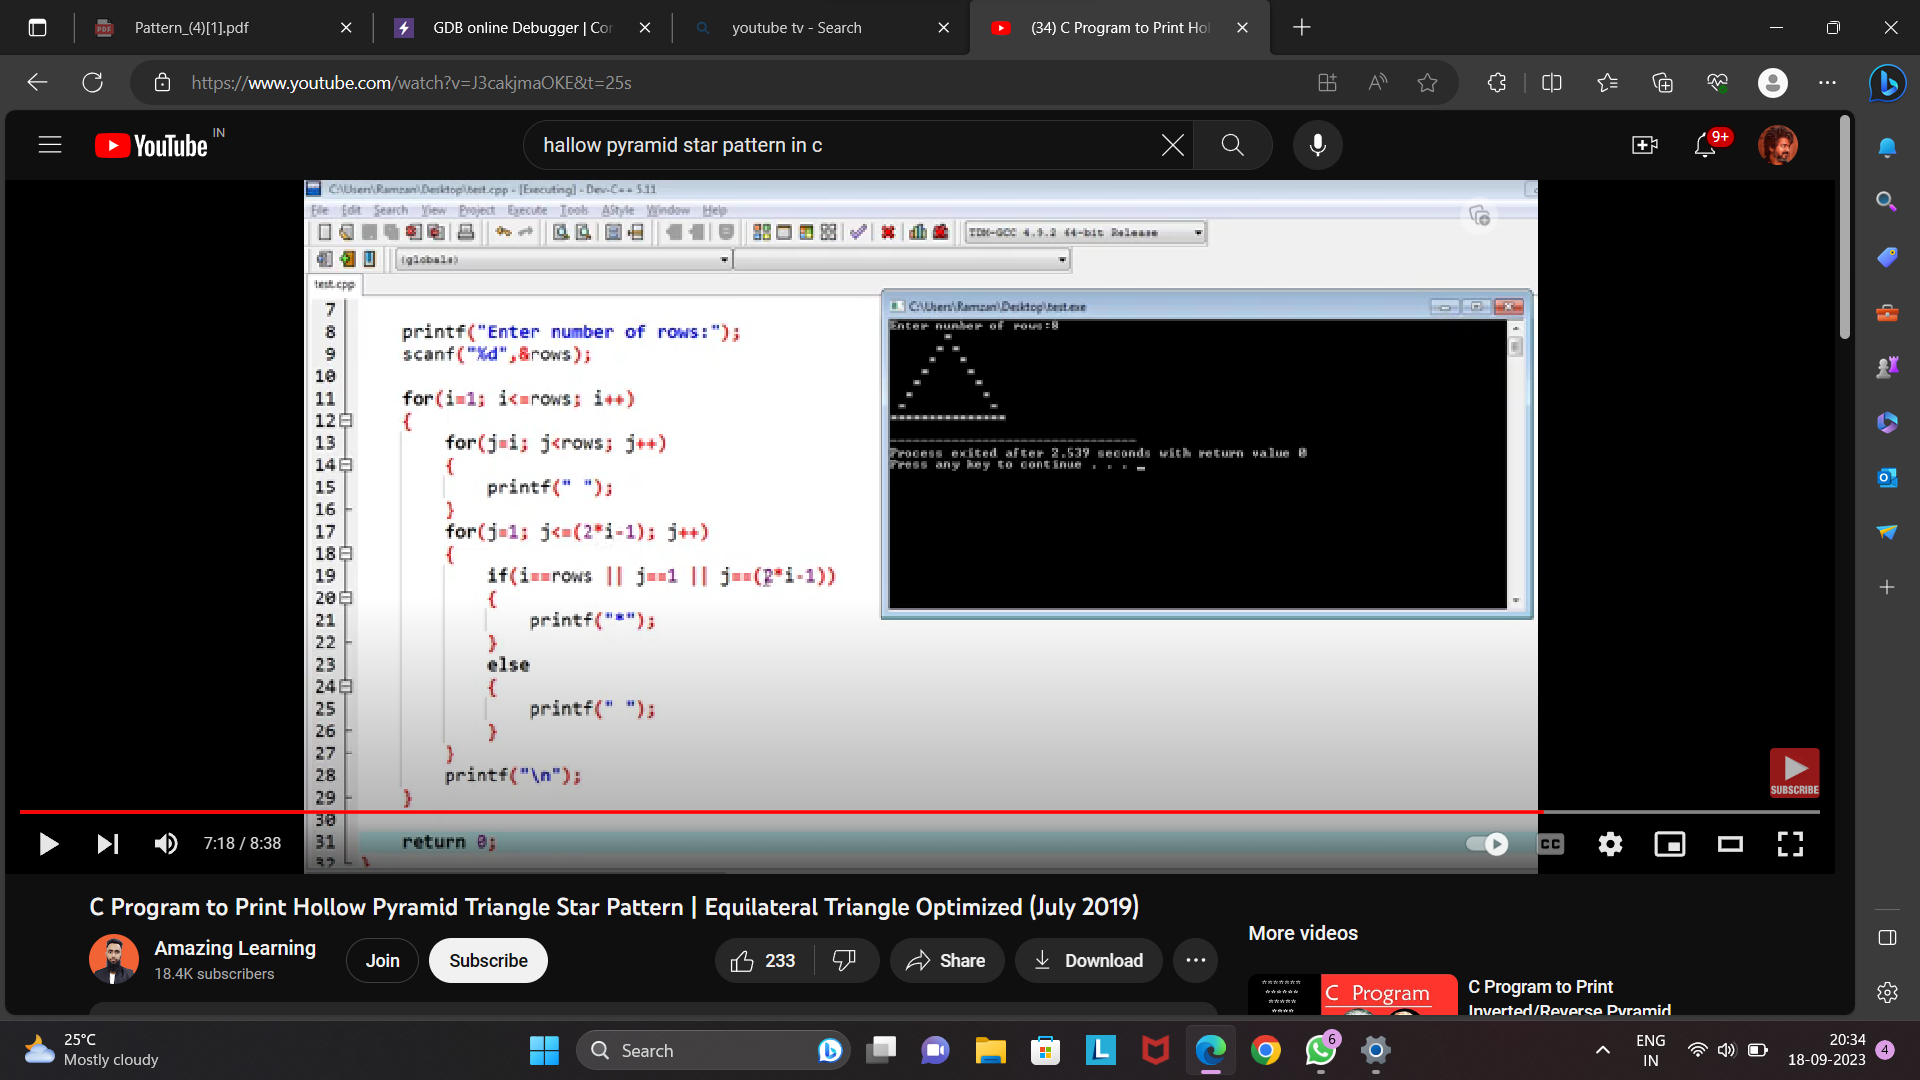 Pattern_(4)[1].pdf
GDB online Debugger | Cor
youtube tv - Search
(34) C Program to Print Hol
https://www.youtube.com/watch?v=J3cakjmaOKE&t=25s
YouTube IN
hallow pyramid star pattern in c
9+
C:\Users\Ramzan\Desktop\test.cpp - [Executing] - Dev-C++ 5.11
File Edit Search View Project Execute Tools AStyle Window Help
TDM-GCC 4.9.2 64-bit Release
(globals)
test.cpp
7
8 printf("Enter number of rows:");
9 scanf("%d",&rows);
10
11 for(i=1; i<=rows; i++)
12 {
13 for(j=i; j<rows; j++)
14 {
15 printf(" ");
16 }
17 for(j=1; j<=(2*i-1); j++)
18 {
19 if(i==rows || j==1 || j==(2*i-1))
20 {
21 printf("*");
22 }
23 else
24 {
25 printf(" ");
26 }
27 }
28 printf("\n");
29 }
30
31 return 0;
32 }
C:\Users\Ramzan\Desktop\test.exe
Enter number of rows:8
*
* *
* *
* *
* *
* *
***************
--------------------------------
Process exited after 2.539 seconds with return value 0
Press any key to continue . . . _
SUBSCRIBE
7:18 / 8:38
CC
C Program to Print Hollow Pyramid Triangle Star Pattern | Equilateral Triangle Optimized (July 2019)
Amazing Learning
18.4K subscribers
Join
Subscribe
233
Share
Download
More videos
C Program
C Program to Print
Inverted/Reverse Pyramid
25°C
Mostly cloudy
Search
6
ENG
IN
20:34
18-09-2023
4